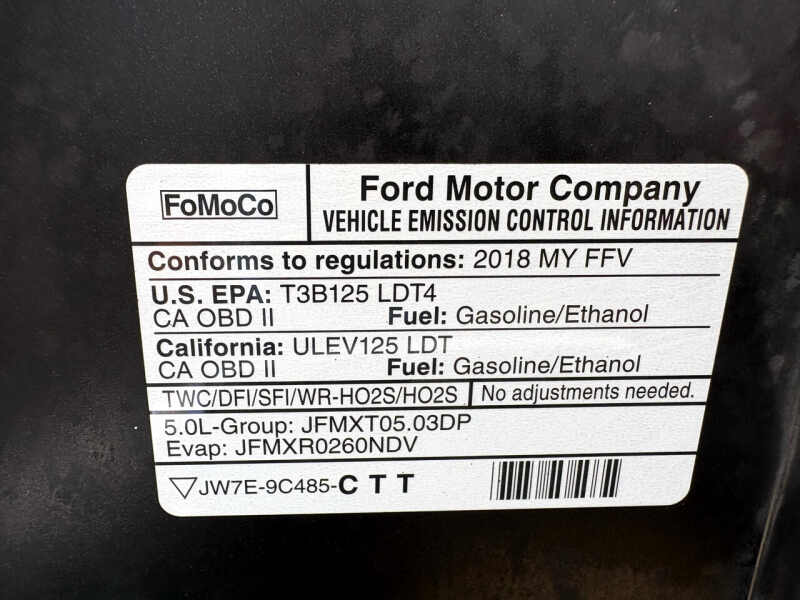 FoMoCo
Ford Motor Company
VEHICLE EMISSION CONTROL INFORMATION
Conforms to regulations: 2018 MY FFV
U.S. EPA: T3B125 LDT4
CA OBD II Fuel: Gasoline/Ethanol
California: ULEV125 LDT
CA OBD II Fuel: Gasoline/Ethanol
TWC/DFI/SFI/WR-HO2S/HO2S No adjustments needed.
5.0L-Group: JFMXT05.03DP
Evap: JFMXR0260NDV
JW7E-9C485-CTT